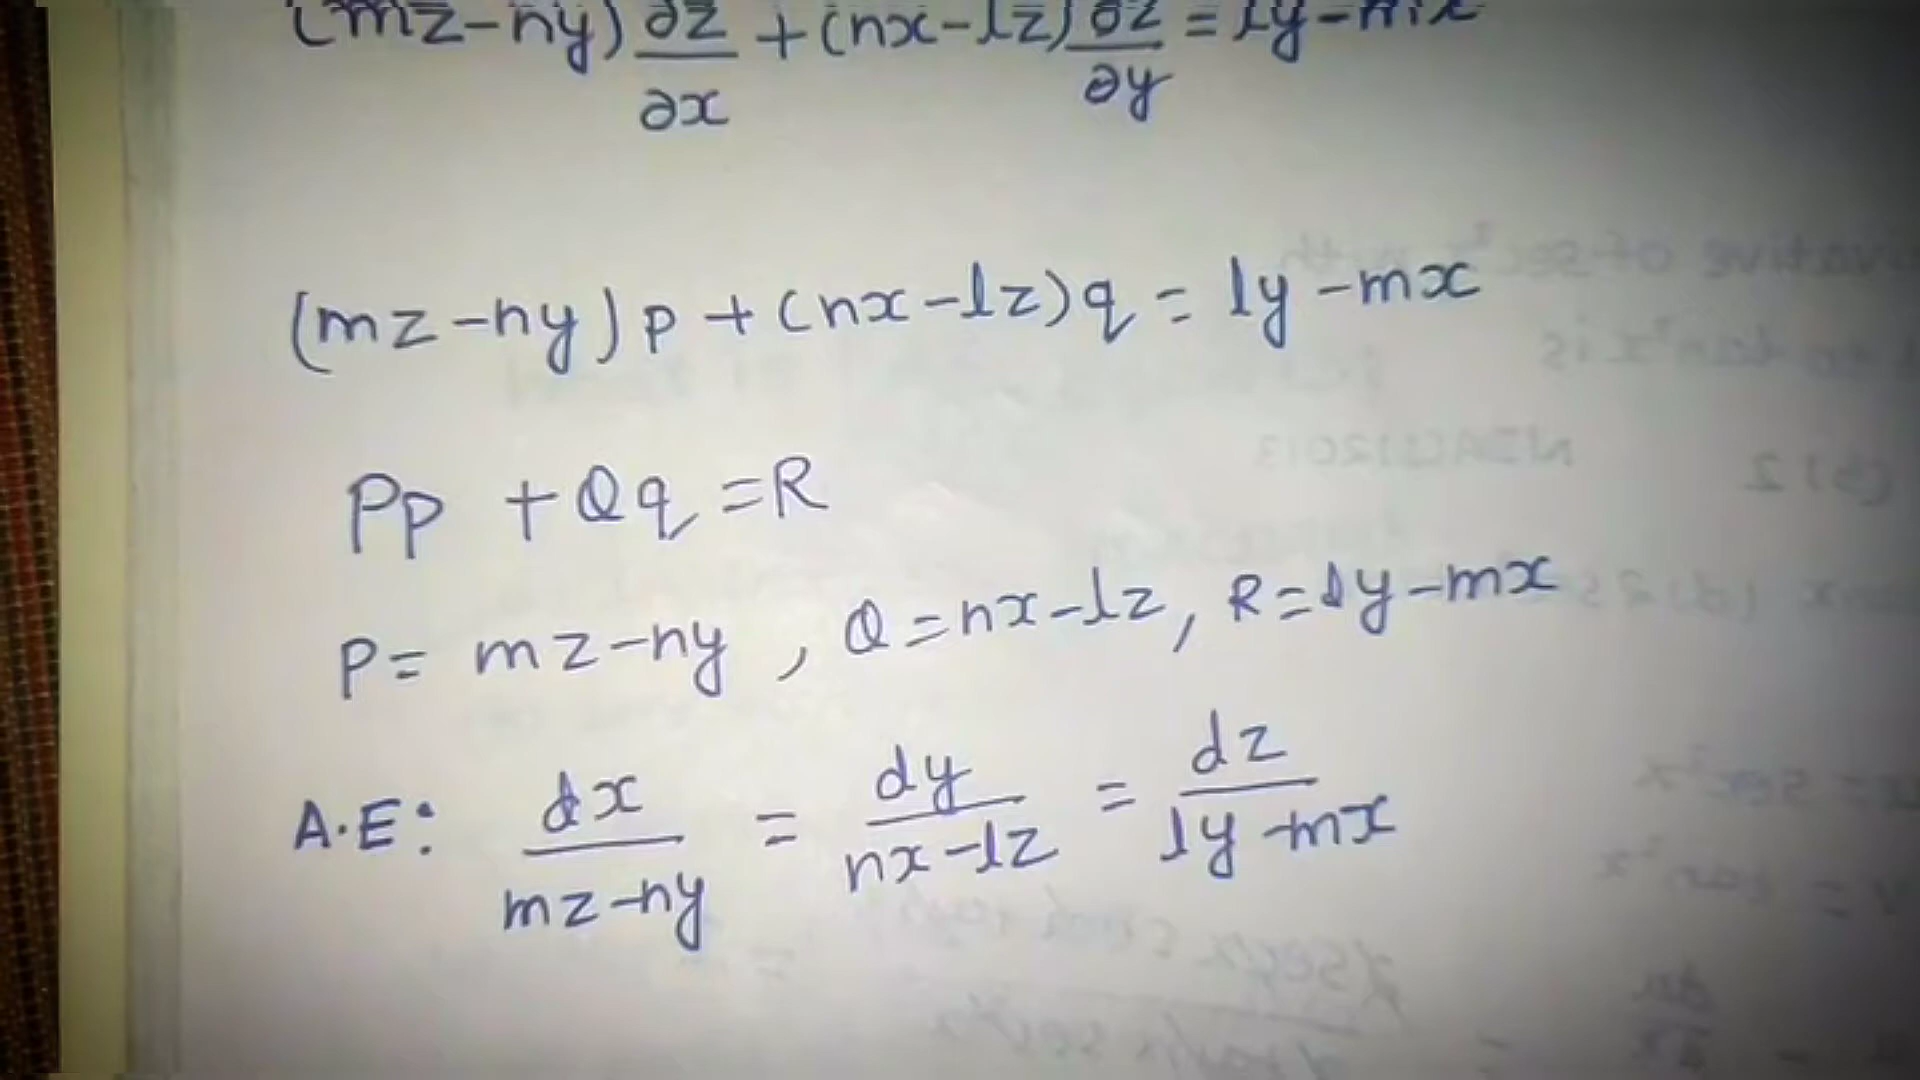 (mz-ny) ∂z/∂x + (nx-lz) ∂z/∂y = ly-mx
(mz-ny)p + (nx-lz)q = ly-mx
Pp + Qq = R
P = mz-ny, Q = nx-lz, R = ly-mx
A.E: dx/mz-ny = dy/nx-lz = dz/ly-mx